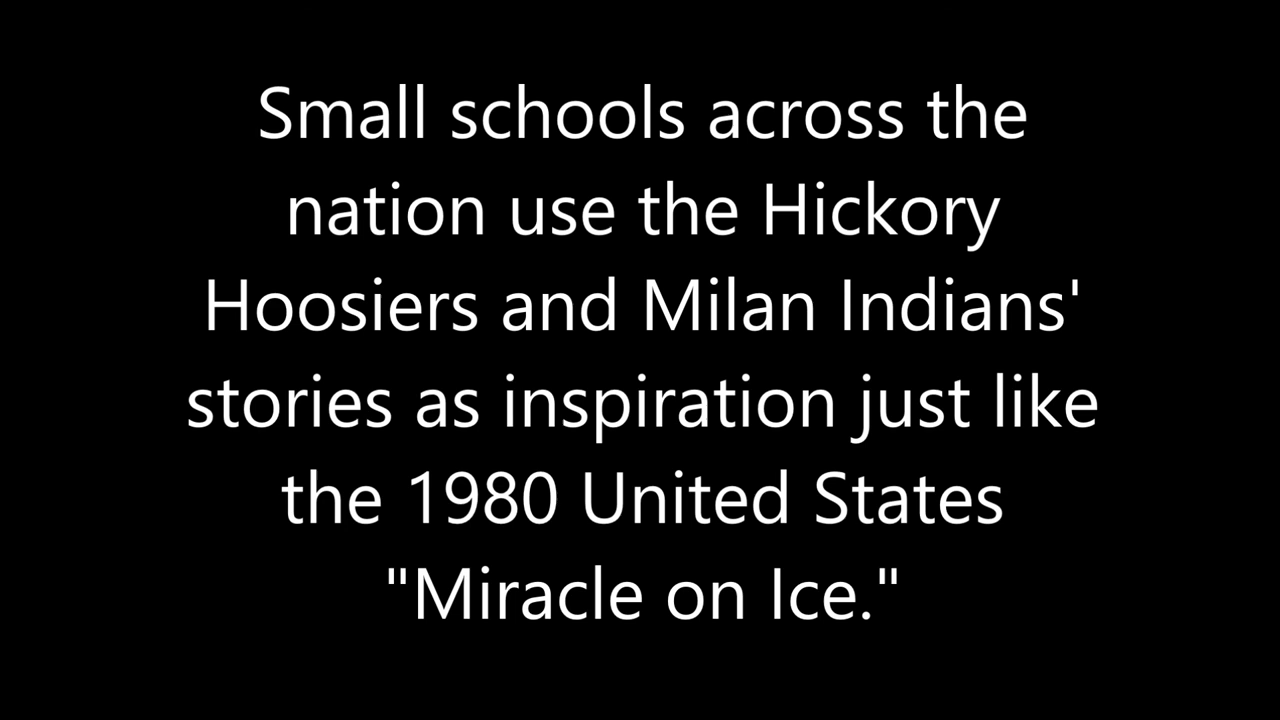 Small schools across the
nation use the Hickory
Hoosiers and Milan Indians'
stories as inspiration just like
the 1980 United States
"Miracle on Ice."